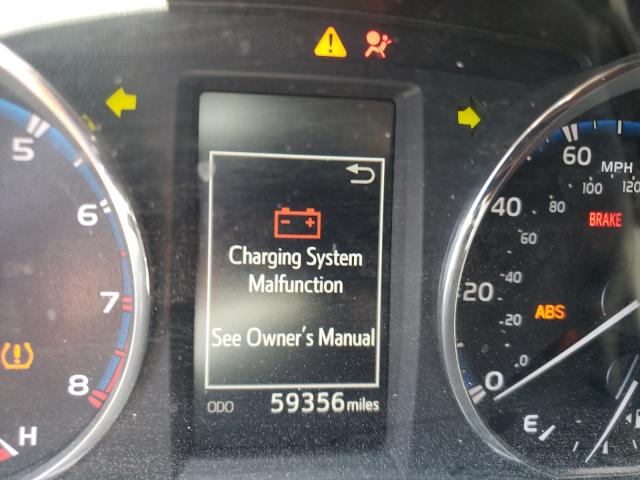 5
6
7
8
H
Charging System
Malfunction
See Owner's Manual
ODO 59356 miles
60
MPH
100 120
40
80
BRAKE
60
20
40
ABS
20
0
0
E